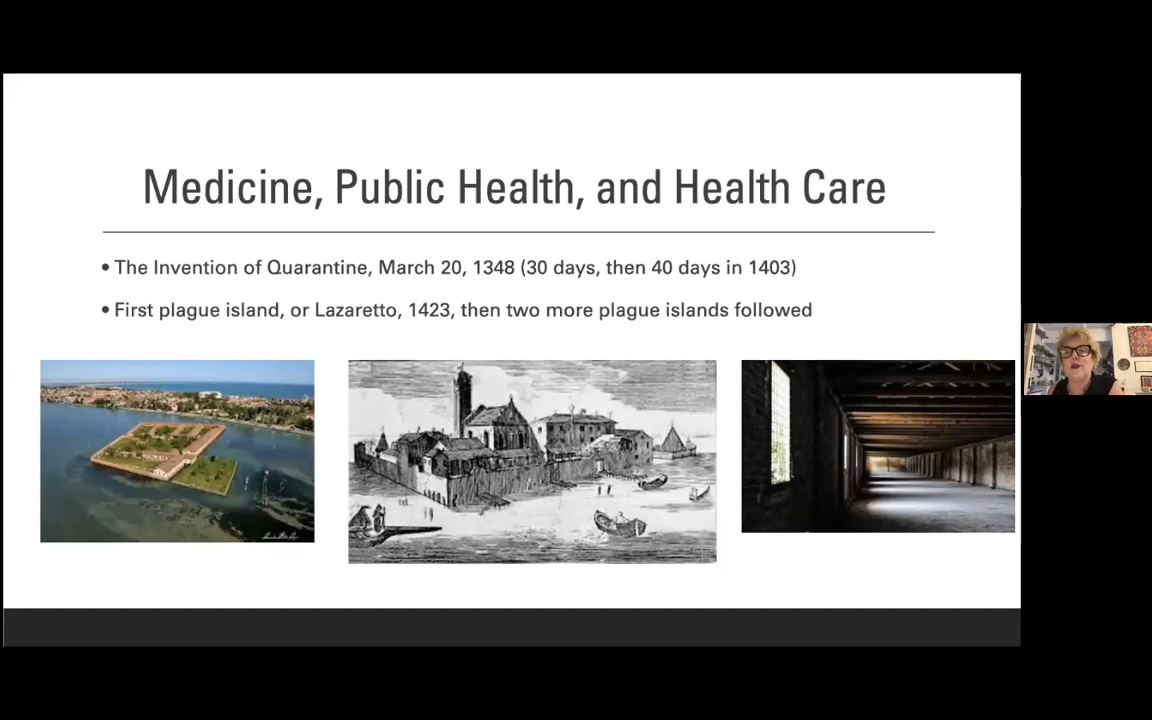 Medicine, Public Health, and Health Care
• The Invention of Quarantine, March 20, 1348 (30 days, then 40 days in 1403)
• First plague island, or Lazaretto, 1423, then two more plague islands followed